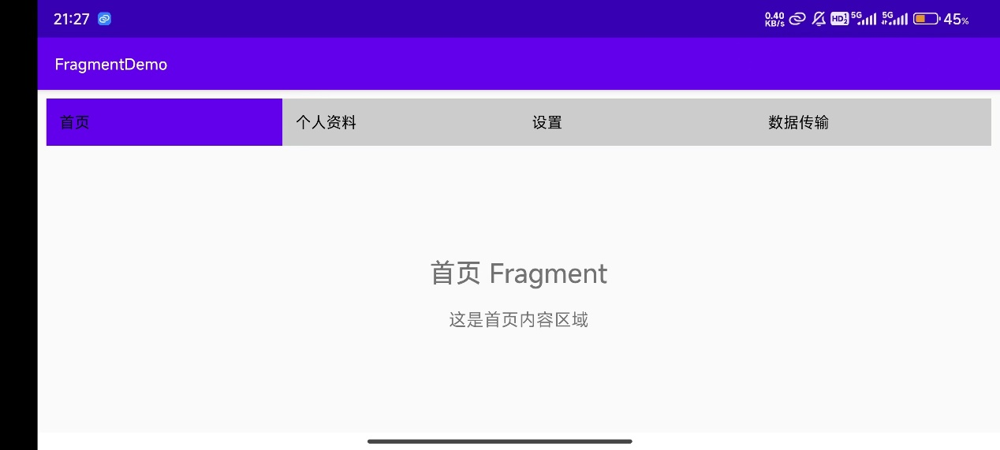 21:27 0.40 KB/s HD2 5G 5G 45%
FragmentDemo
首页 个人资料 设置 数据传输
首页 Fragment
这是首页内容区域